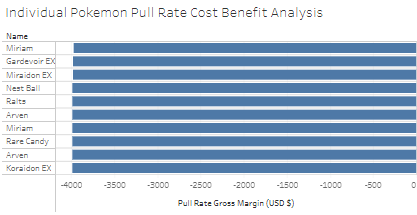 Individual Pokemon Pull Rate Cost Benefit Analysis
Name
Miriam
Gardevoir EX
Miraidon EX
Nest Ball
Ralts
Arven
Miriam
Rare Candy
Arven
Koraidon EX
-4000 -3500 -3000 -2500 -2000 -1500 -1000 -500 0
Pull Rate Gross Margin (USD $)